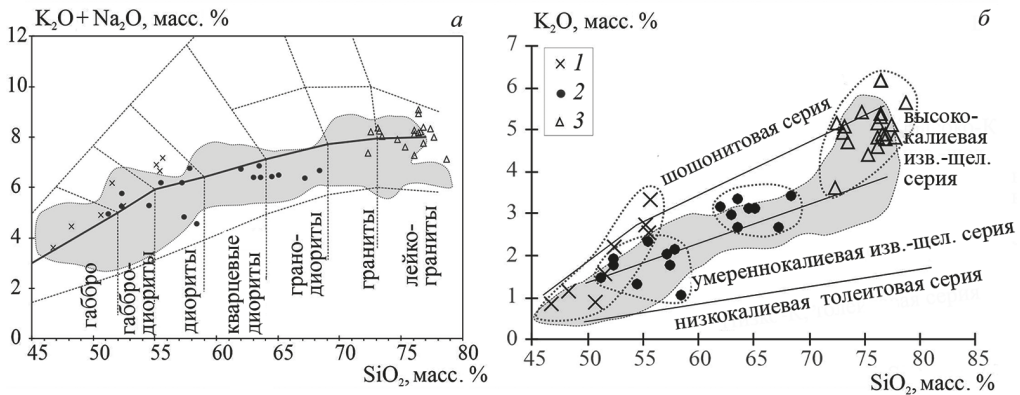 K₂O + Na₂O, масс. %
а
12
10
8
6
4
2
0
габбро
габбро-
диориты
диориты
кварцевые
диориты
грано-
диориты
граниты
лейко-
граниты
45 50 55 60 65 70 75 80
SiO₂, масс. %
K₂O, масс. %
б
7
6
5
4
3
2
1
0
1
2
3
шошонитовая серия
высоко-
калиевая
изв.-щел.
серия
умереннокалиевая изв.-щел. серия
низкокалиевая толеитовая серия
45 50 55 60 65 70 75 80 85
SiO₂, масс. %